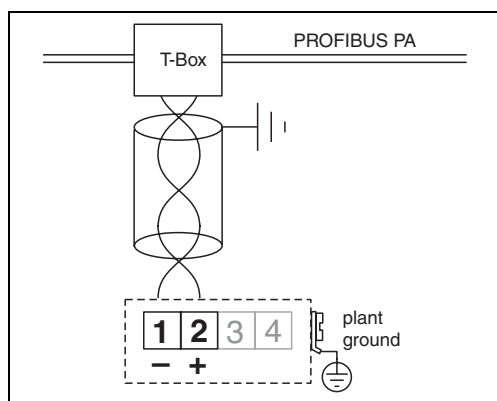 PROFIBUS PA
T-Box
1 2 3 4
– +
plant
ground